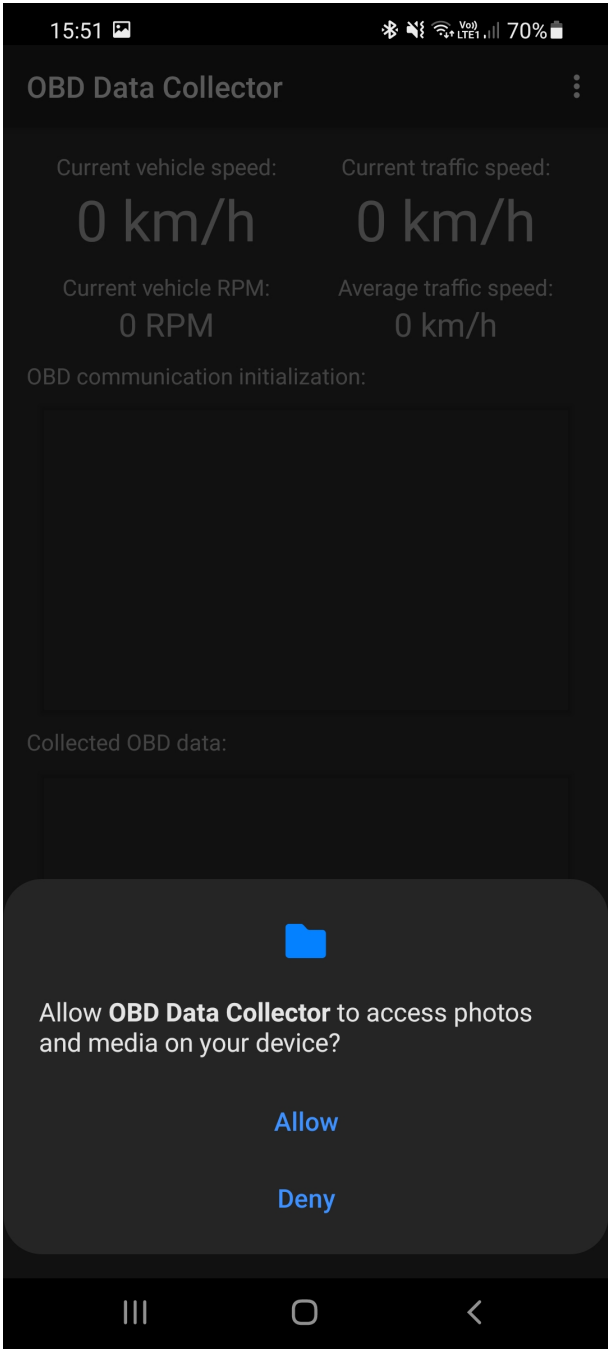 15:51 Vo)) LTE1 70%
OBD Data Collector
Current vehicle speed: Current traffic speed:
0 km/h 0 km/h
Current vehicle RPM: Average traffic speed:
0 RPM 0 km/h
OBD communication initialization:
Collected OBD data:
Allow OBD Data Collector to access photos
and media on your device?
Allow
Deny